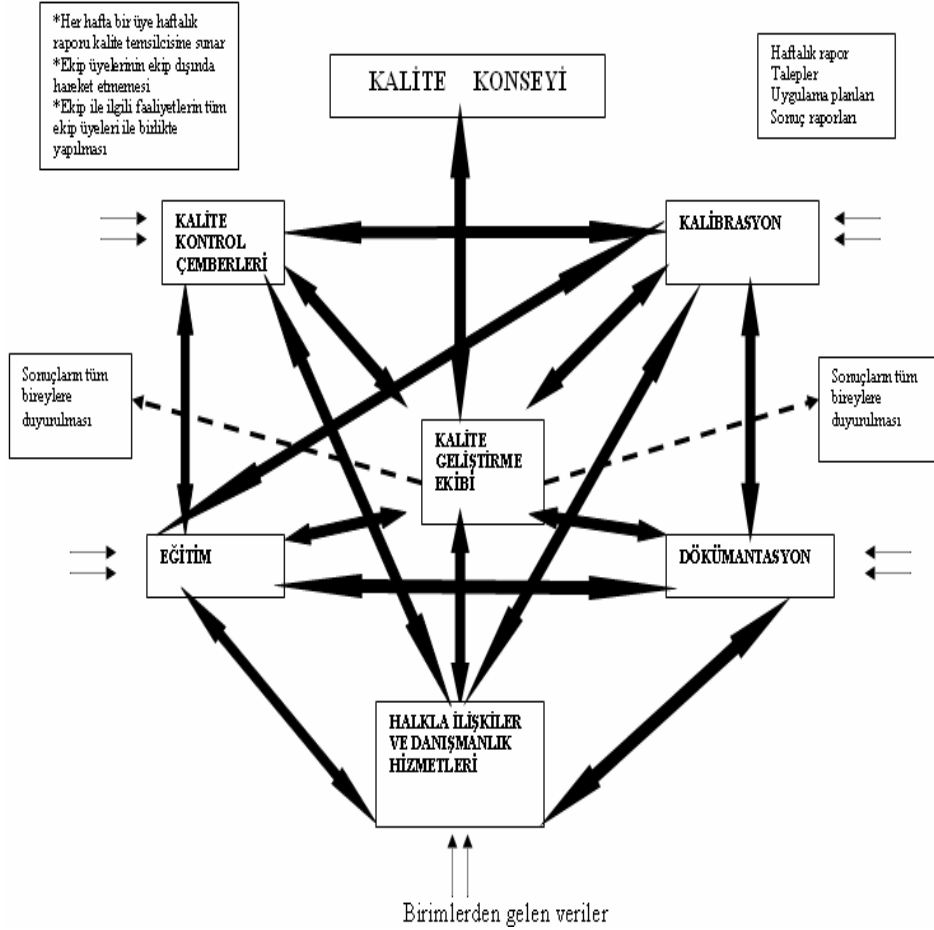 *Her hafta bir üye haftalık
raporu kalite temsilcisine sunar
*Ekip üyelerinin ekip dışında
hareket etmemesi
*Ekip ile ilgili faaliyetlerin tüm
ekip üyeleri ile birlikte
yapılması
KALİTE KONSEYİ
Haftalık rapor
Talepler
Uygulama planları
Sonuç raporları
KALİTE
KONTROL
ÇEMBERLERİ
KALİBRASYON
Sonuçların tüm
bireylere
duyurulması
Sonuçların tüm
bireylere
duyurulması
KALİTE
GELİŞTİRME
EKİBİ
EĞİTİM
DÖKÜMANTASYON
HALKLA İLİŞKİLER
VE DANIŞMANLIK
HİZMETLERİ
Birimlerden gelen veriler